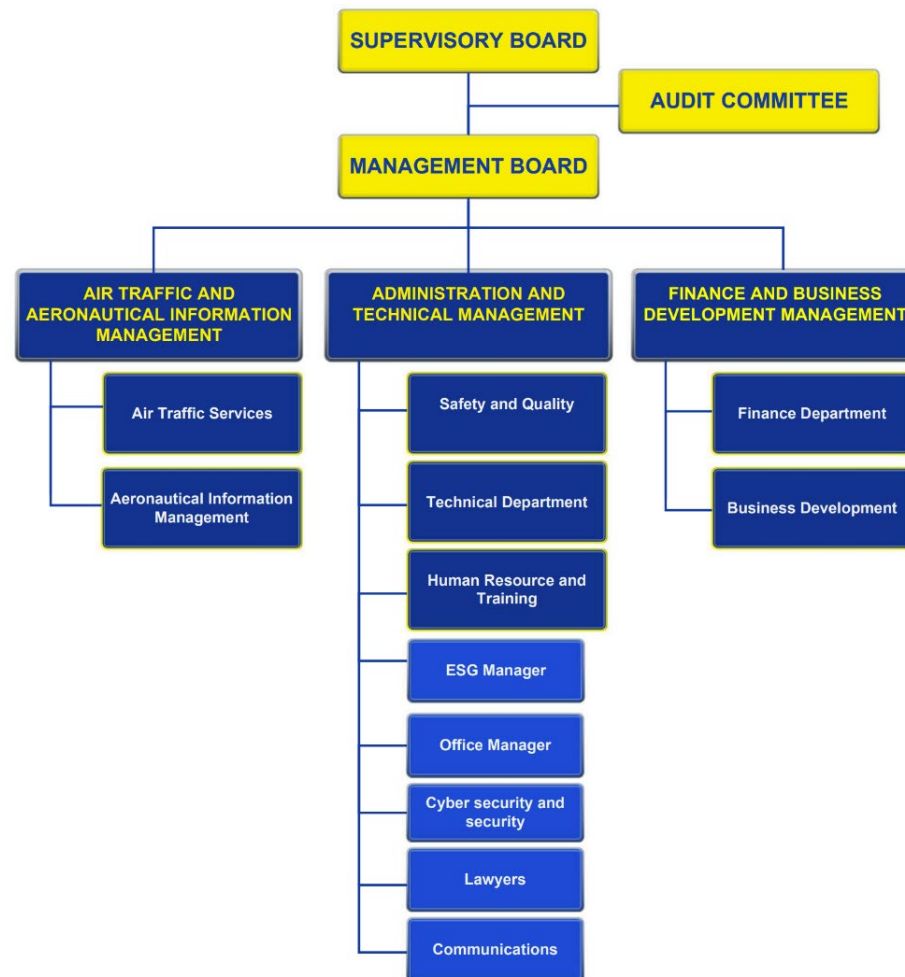 SUPERVISORY BOARD
AUDIT COMMITTEE
MANAGEMENT BOARD
AIR TRAFFIC AND
AERONAUTICAL INFORMATION
MANAGEMENT
Air Traffic Services
Aeronautical Information
Management
ADMINISTRATION AND
TECHNICAL MANAGEMENT
Safety and Quality
Technical Department
Human Resource and
Training
ESG Manager
Office Manager
Cyber security and
security
Lawyers
Communications
FINANCE AND BUSINESS
DEVELOPMENT MANAGEMENT
Finance Department
Business Development